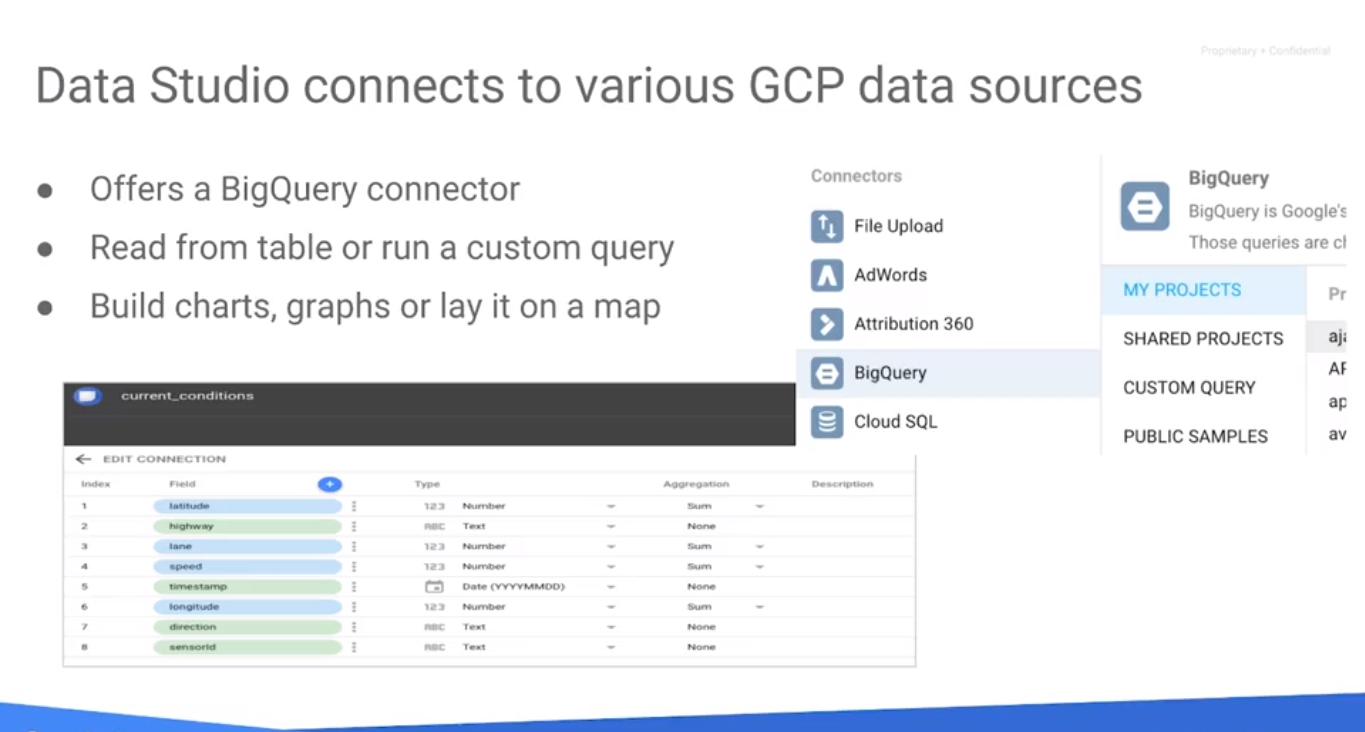 Proprietary + Confidential
Data Studio connects to various GCP data sources
● Offers a BigQuery connector
● Read from table or run a custom query
● Build charts, graphs or lay it on a map
Connectors
File Upload
AdWords
Attribution 360
BigQuery
Cloud SQL
BigQuery
BigQuery is Google's
Those queries are ch
MY PROJECTS
SHARED PROJECTS
CUSTOM QUERY
PUBLIC SAMPLES
Pr
aja
AP
ap
av
current_conditions
EDIT CONNECTION
Index Field Type Aggregation Description
1 latitude 123 Number Sum
2 highway ABC Text None
3 lane 123 Number Sum
4 speed 123 Number Sum
5 timestamp Date (YYYYMMDD) None
6 longitude 123 Number Sum
7 direction ABC Text None
8 sensorId ABC Text None